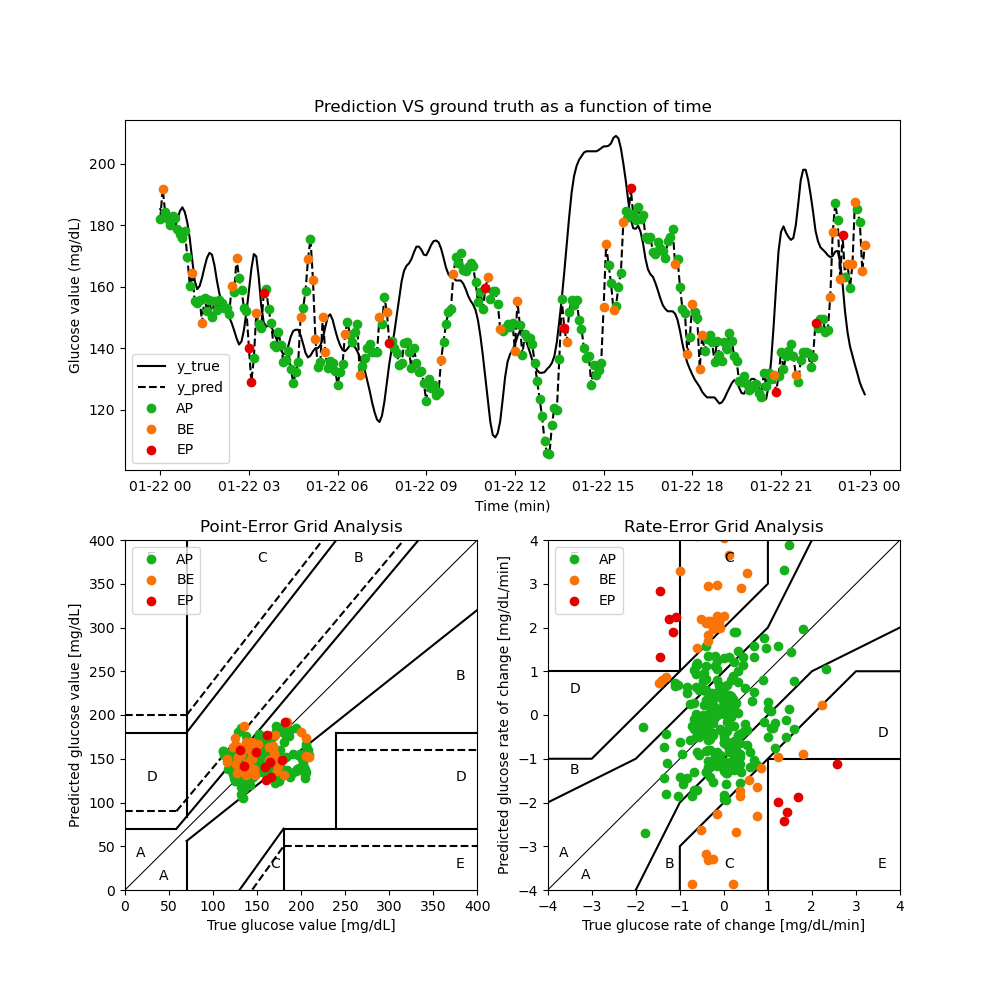 Prediction VS ground truth as a function of time
Glucose value (mg/dL)
200
180
160
140
120
y_true
y_pred
AP
BE
EP
01-22 00 01-22 03 01-22 06 01-22 09 01-22 12 01-22 15 01-22 18 01-22 21 01-23 00
Time (min)
Point-Error Grid Analysis
Predicted glucose value [mg/dL]
400
350
300
250
200
150
100
50
0
AP
BE
EP
C B
B
D D
A
A
C E
0 50 100 150 200 250 300 350 400
True glucose value [mg/dL]
Rate-Error Grid Analysis
Predicted glucose rate of change [mg/dL/min]
4
3
2
1
0
−1
−2
−3
−4
AP
BE
EP
C
D
D
B
A
A
B C E
−4 −3 −2 −1 0 1 2 3 4
True glucose rate of change [mg/dL/min]